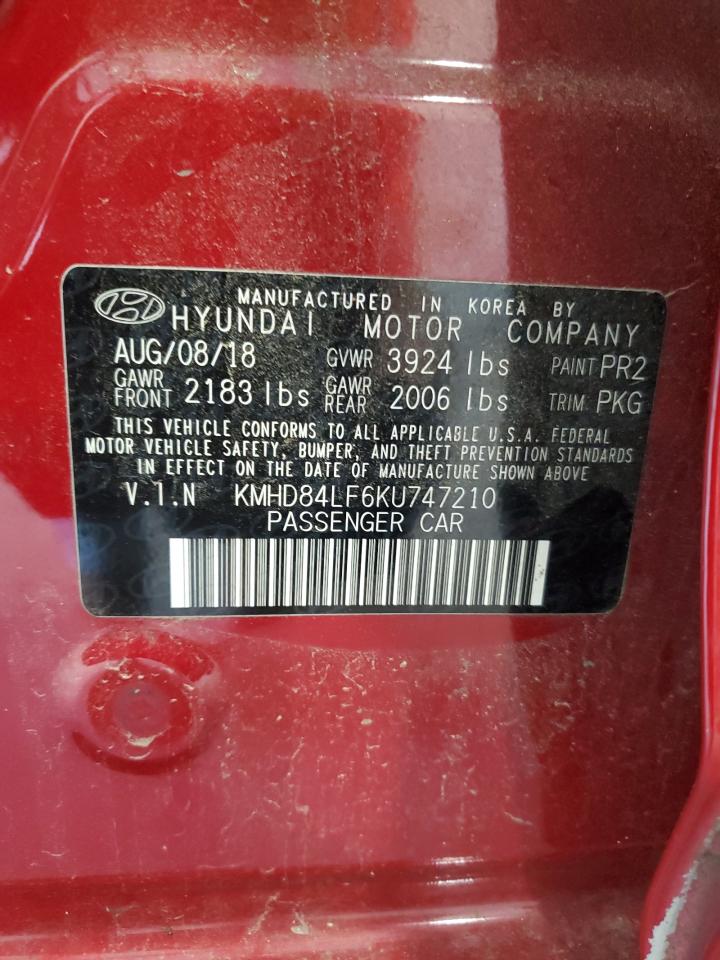 MANUFACTURED IN KOREA BY
HYUNDAI MOTOR COMPANY
AUG/08/18 GVWR 3924 lbs PAINT PR2
GAWR FRONT 2183 lbs GAWR REAR 2006 lbs TRIM PKG
THIS VEHICLE CONFORMS TO ALL APPLICABLE U.S.A. FEDERAL
MOTOR VEHICLE SAFETY, BUMPER, AND THEFT PREVENTION STANDARDS
IN EFFECT ON THE DATE OF MANUFACTURE SHOWN ABOVE
V.I.N KMHD84LF6KU747210
PASSENGER CAR